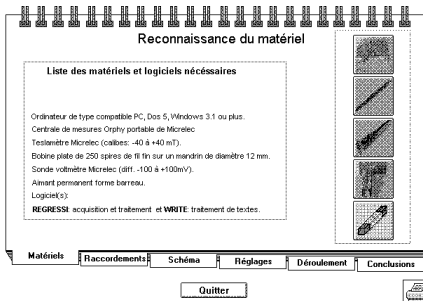 Reconnaissance du matériel
Liste des matériels et logiciels nécéssaires
Ordinateur de type compatible PC, Dos 5, Windows 3.1 ou plus.
Centrale de mesures Orphy portable de Micrelec
Teslamètre Micrelec (calibes: -40 á +40 mT).
Bobine plate de 250 spires de fil fin sur un mandrin de diamètre 12 mm.
Sonde voltmètre Micrelec (diff. -100 á +100mV).
Aimant permanent forme barreau.
Logiciel(s):
REGRESSI: acquisition et traitement et WRITE: traitement de textes.
Matériels
Raccordements
Schéma
Réglages
Déroulement
Conclusions
Quitter